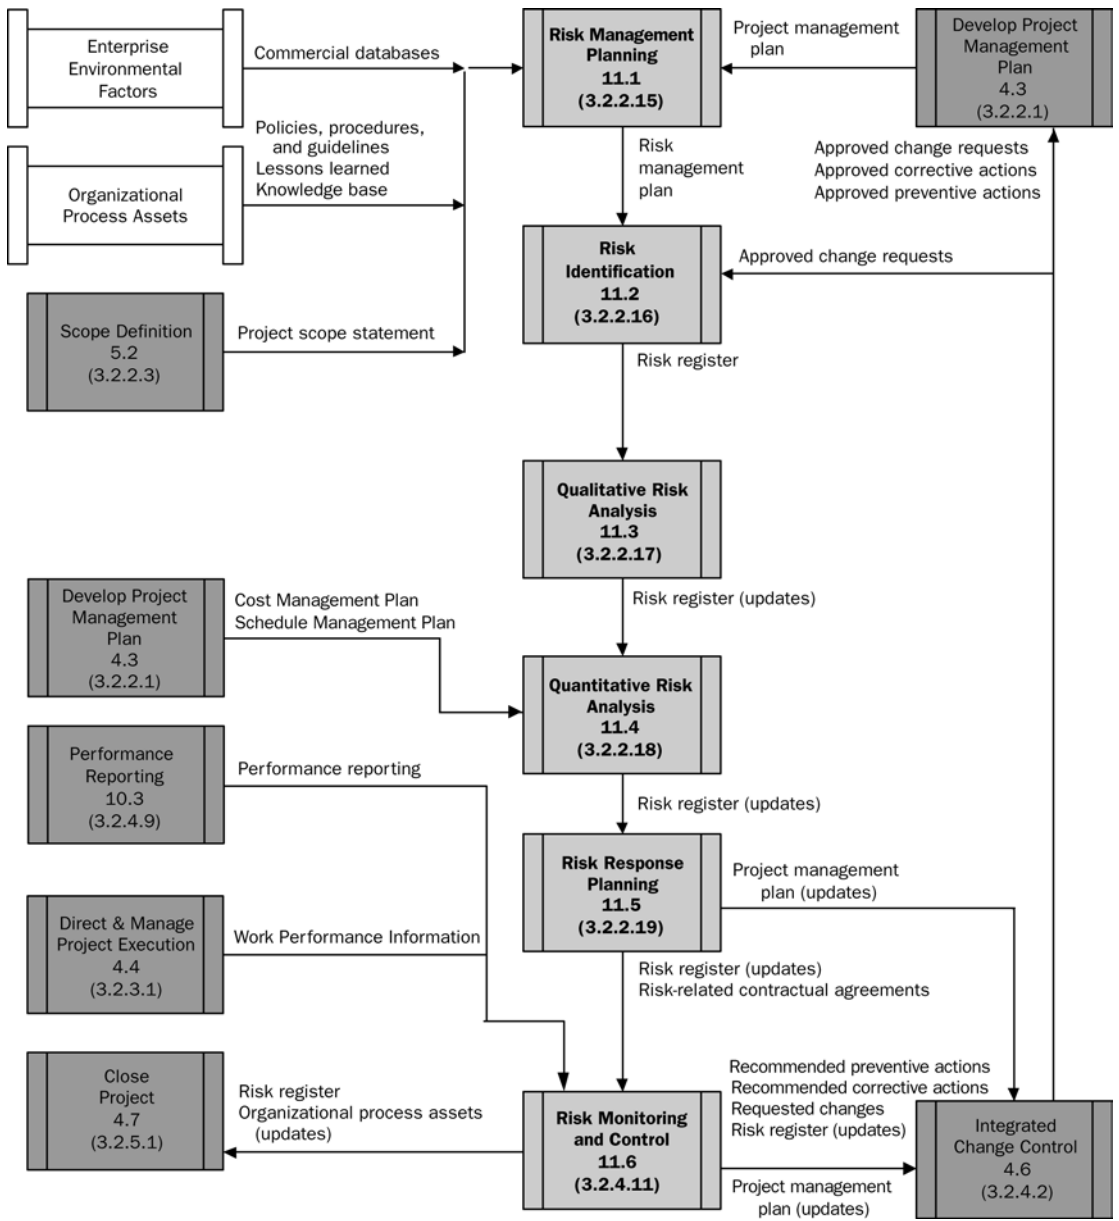 Enterprise
Environmental
Factors
Commercial databases
Risk Management
Planning
11.1
(3.2.2.15)
Project management
plan
Develop Project
Management
Plan
4.3
(3.2.2.1)
Policies, procedures,
and guidelines
Lessons learned
Knowledge base
Organizational
Process Assets
Risk
management
plan
Approved change requests
Approved corrective actions
Approved preventive actions
Risk
Identification
11.2
(3.2.2.16)
Approved change requests
Scope Definition
5.2
(3.2.2.3)
Project scope statement
Risk register
Qualitative Risk
Analysis
11.3
(3.2.2.17)
Risk register (updates)
Develop Project
Management
Plan
4.3
(3.2.2.1)
Cost Management Plan
Schedule Management Plan
Quantitative Risk
Analysis
11.4
(3.2.2.18)
Performance
Reporting
10.3
(3.2.4.9)
Performance reporting
Risk register (updates)
Risk Response
Planning
11.5
(3.2.2.19)
Project management
plan (updates)
Direct & Manage
Project Execution
4.4
(3.2.3.1)
Work Performance Information
Risk register (updates)
Risk-related contractual agreements
Close
Project
4.7
(3.2.5.1)
Risk register
Organizational process assets
(updates)
Risk Monitoring
and Control
11.6
(3.2.4.11)
Recommended preventive actions
Recommended corrective actions
Requested changes
Risk register (updates)
Project management
plan (updates)
Integrated
Change Control
4.6
(3.2.4.2)